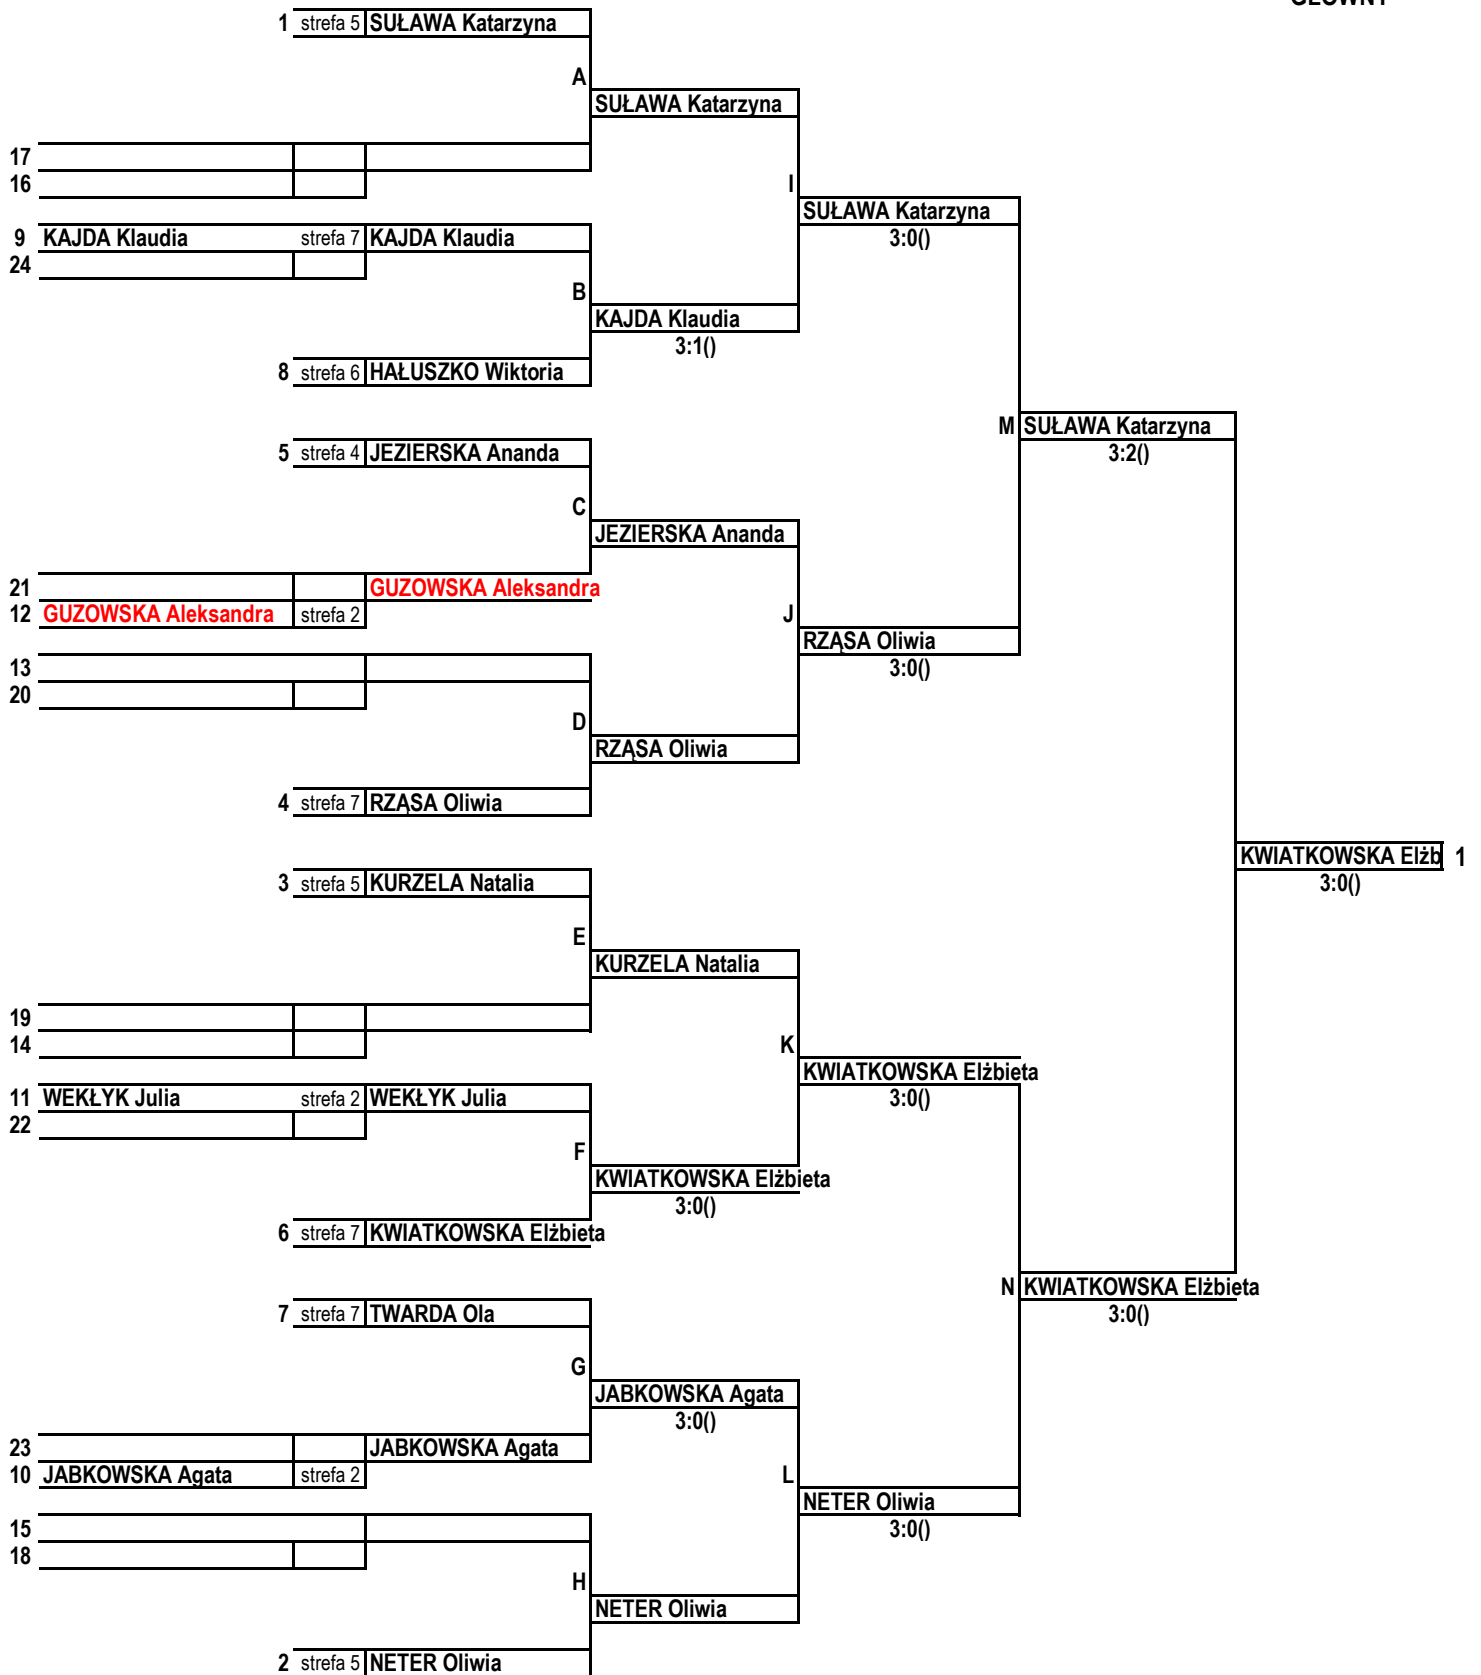 GŁÓWNY
1 strefa 5 SUŁAWA Katarzyna
A
SUŁAWA Katarzyna
17
16
I
SUŁAWA Katarzyna
9 KAJDA Klaudia strefa 7 KAJDA Klaudia
3:0()
24
B
KAJDA Klaudia
3:1()
8 strefa 6 HAŁUSZKO Wiktoria
M SUŁAWA Katarzyna
5 strefa 4 JEZIERSKA Ananda
3:2()
C
JEZIERSKA Ananda
21 GUZOWSKA Aleksandra
12 GUZOWSKA Aleksandra strefa 2
J
RZĄSA Oliwia
13
3:0()
20
D
RZĄSA Oliwia
4 strefa 7 RZĄSA Oliwia
KWIATKOWSKA Elżb 1
3 strefa 5 KURZELA Natalia
3:0()
E
KURZELA Natalia
19
14
K
KWIATKOWSKA Elżbieta
11 WEKŁYK Julia strefa 2 WEKŁYK Julia
3:0()
22
F
KWIATKOWSKA Elżbieta
3:0()
6 strefa 7 KWIATKOWSKA Elżbieta
N KWIATKOWSKA Elżbieta
7 strefa 7 TWARDA Ola
3:0()
G
JABKOWSKA Agata
3:0()
23 JABKOWSKA Agata
10 JABKOWSKA Agata strefa 2
L
NETER Oliwia
15
3:0()
18
H
NETER Oliwia
2 strefa 5 NETER Oliwia